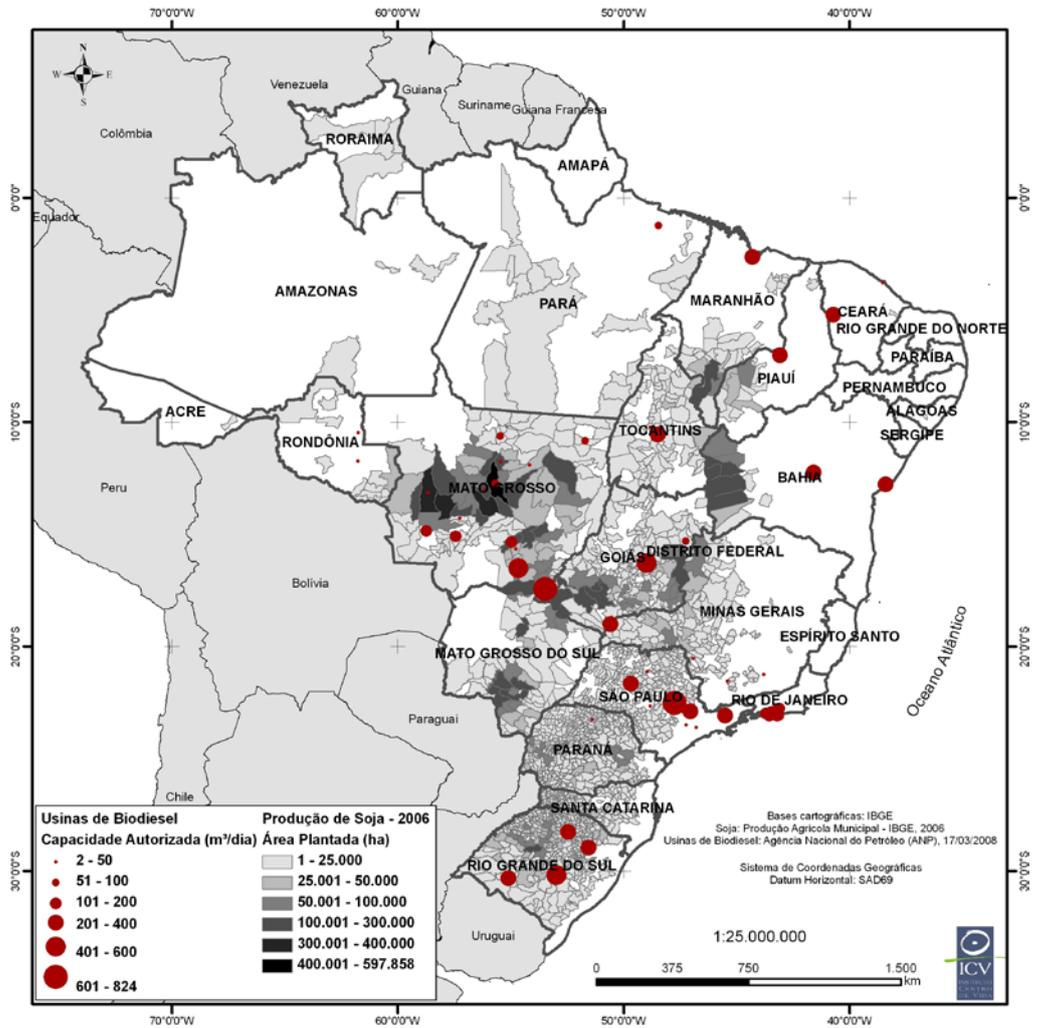 70°0'0"W 60°0'0"W 50°0'0"W 40°0'0"W
N
W E
S
Venezuela
Guiana
Suriname
Guiana Francesa
Colômbia
RORAIMA
AMAPÁ
0°0'0"
0°0'0"
Equador
AMAZONAS
PARÁ
MARANHÃO
CEARÁ
RIO GRANDE DO NORTE
PARAÍBA
PIAUÍ
PERNAMBUCO
ACRE
ALAGOAS
10°0'0"S
10°0'0"S
TOCANTINS
SERGIPE
RONDÔNIA
Peru
MATO GROSSO
BAHIA
GOIÁS
DISTRITO FEDERAL
Bolívia
MINAS GERAIS
ESPÍRITO SANTO
20°0'0"S
20°0'0"S
MATO GROSSO DO SUL
Oceano Atlântico
SÃO PAULO
RIO DE JANEIRO
Paraguai
PARANÁ
Chile
SANTA CATARINA
RIO GRANDE DO SUL
30°0'0"S
30°0'0"S
Uruguai
Usinas de Biodiesel
Capacidade Autorizada (m³/dia)
2 - 50
51 - 100
101 - 200
201 - 400
401 - 600
601 - 824
Produção de Soja - 2006
Área Plantada (ha)
1 - 25.000
25.001 - 50.000
50.001 - 100.000
100.001 - 300.000
300.001 - 400.000
400.001 - 597.858
Bases cartográficas: IBGE
Soja: Produção Agrícola Municipal - IBGE, 2006
Usinas de Biodiesel: Agência Nacional do Petróleo (ANP), 17/03/2008
Sistema de Coordenadas Geográficas
Datum Horizontal: SAD69
1:25.000.000
0 375 750 1.500
km
ICV
INSTITUTO
CENTRO
DE VIDA
70°0'0"W 60°0'0"W 50°0'0"W 40°0'0"W